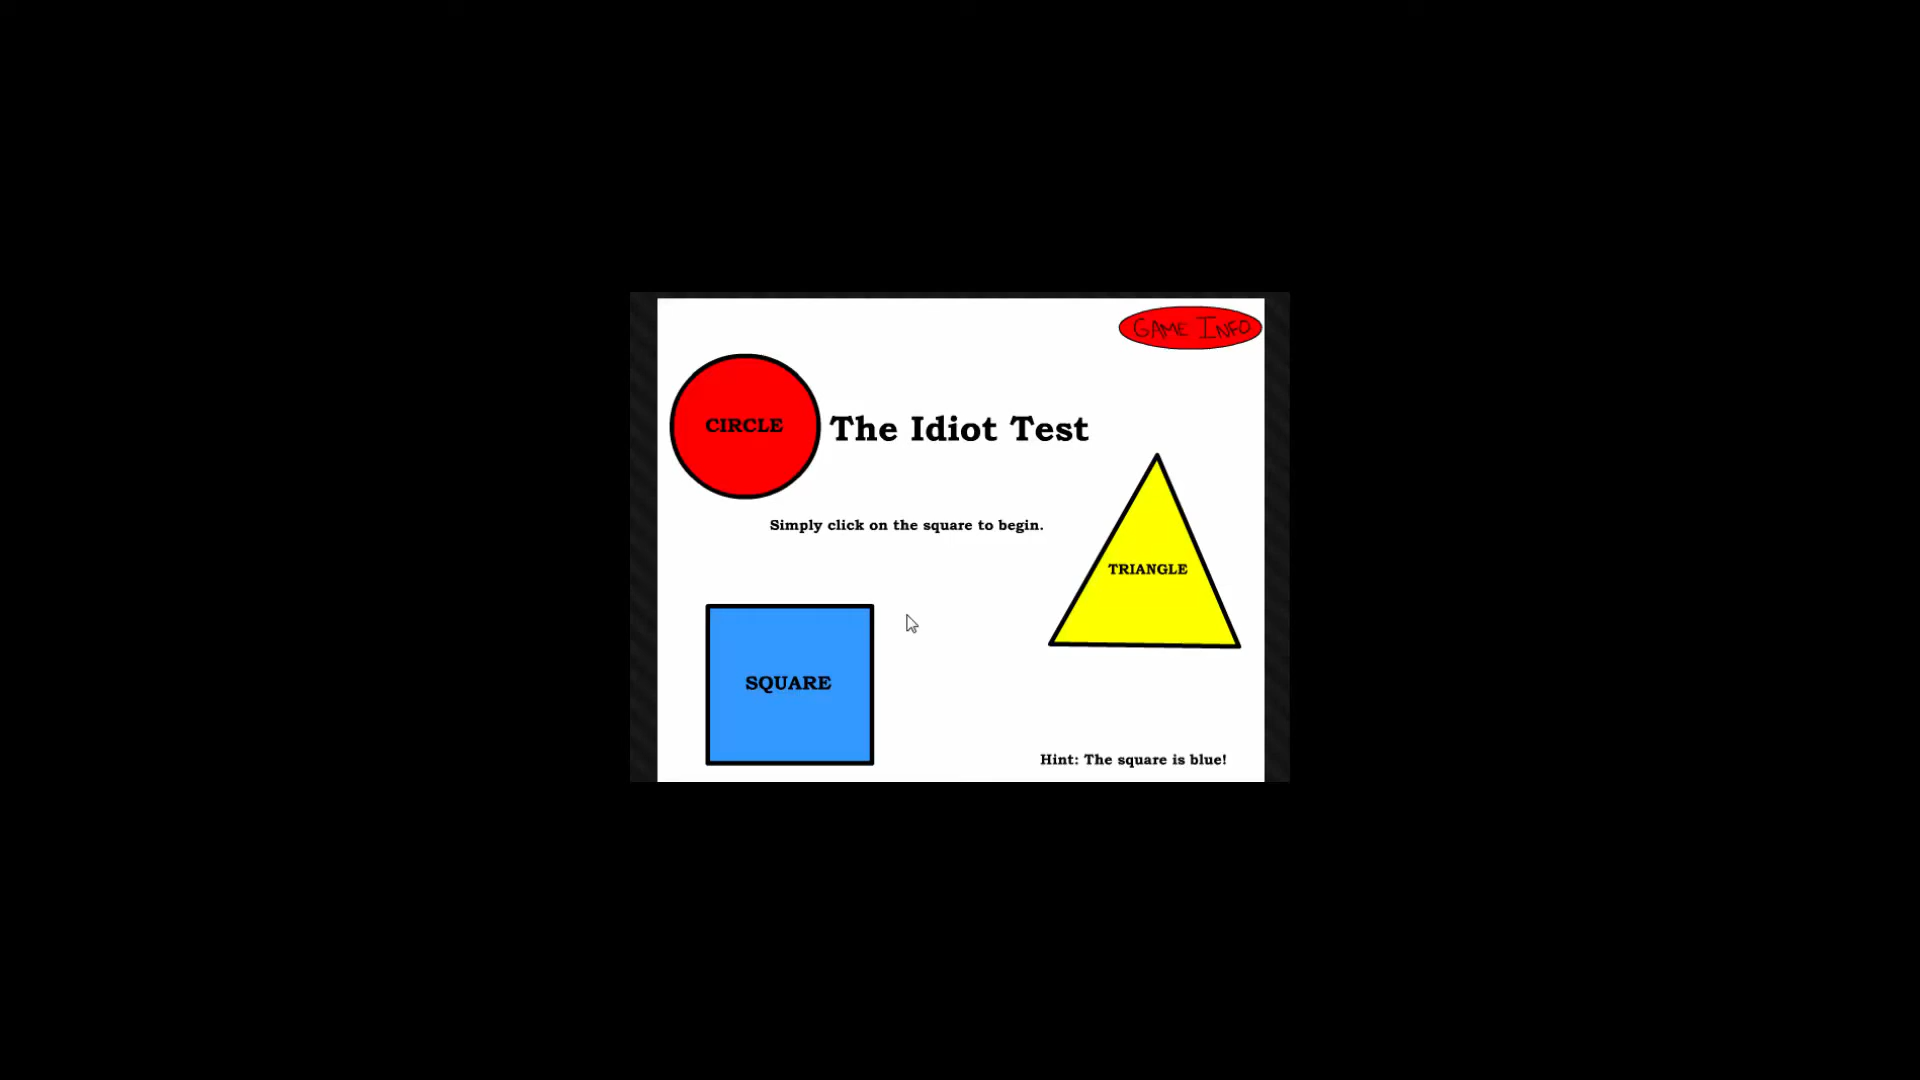 GAME INFO
CIRCLE
The Idiot Test
Simply click on the square to begin.
TRIANGLE
SQUARE
Hint: The square is blue!